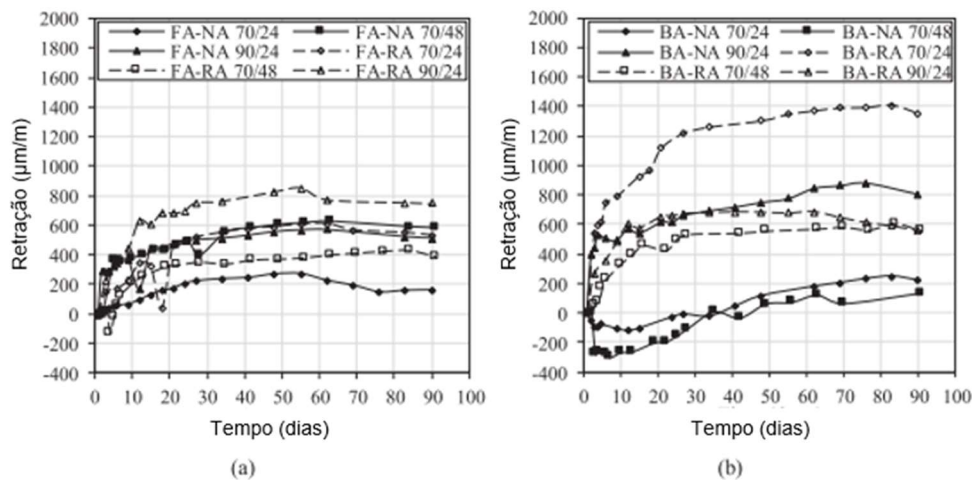 2000
1800
1600
1400
1200
1000
800
600
400
200
0
-200
-400
Retração (µm/m)
FA-NA 70/24 FA-NA 70/48
FA-NA 90/24 FA-RA 70/24
FA-RA 70/48 FA-RA 90/24
0 10 20 30 40 50 60 70 80 90 100
Tempo (dias)
(a)
2000
1800
1600
1400
1200
1000
800
600
400
200
0
-200
-400
Retração (µm/m)
BA-NA 70/24 BA-NA 70/48
BA-NA 90/24 BA-RA 70/24
BA-RA 70/48 BA-RA 90/24
0 10 20 30 40 50 60 70 80 90 100
Tempo (dias)
(b)